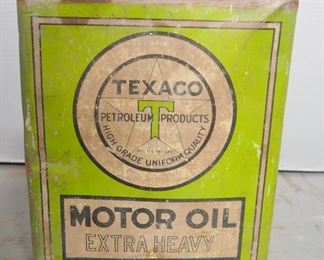 TEXACO
T
PETROLEUM PRODUCTS
HIGH GRADE UNIFORM QUALITY
MOTOR OIL
EXTRA HEAVY